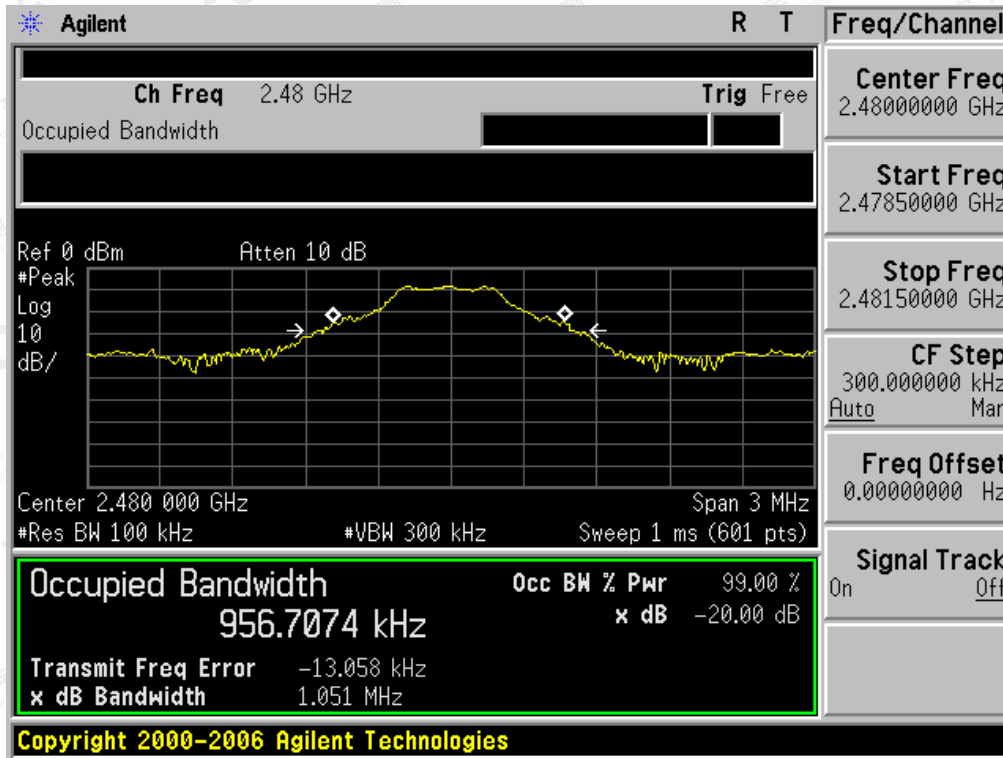 Agilent R T
Freq/Channel
Ch Freq 2.48 GHz Trig Free
Occupied Bandwidth
Center Freq
2.48000000 GHz
Start Freq
2.47850000 GHz
Stop Freq
2.48150000 GHz
CF Step
300.000000 kHz
Auto Man
Freq Offset
0.00000000 Hz
Signal Track
On Off
Ref 0 dBm Atten 10 dB
#Peak
Log
10
dB/
Center 2.480 000 GHz Span 3 MHz
#Res BW 100 kHz #VBW 300 kHz Sweep 1 ms (601 pts)
Occupied Bandwidth
956.7074 kHz
Occ BW % Pwr 99.00 %
x dB -20.00 dB
Transmit Freq Error -13.058 kHz
x dB Bandwidth 1.051 MHz
Copyright 2000-2006 Agilent Technologies